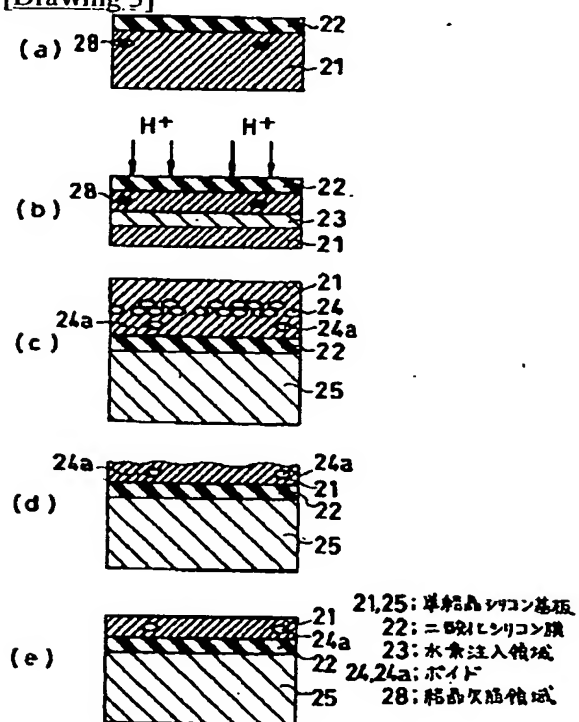 [Drawing 5]
(a) 28 22 21
(b) H+ H+ 28 22 23 21
(c) 24a 21 24 24a 22 25
(d) 24a 24a 21 22 25
(e) 21 24a 22 25
21,25; 単結晶シリコン基板
22; 二酸化シリコン膜
23; 水素注入領域
24,24a; ボイド
28; 結晶欠陥領域